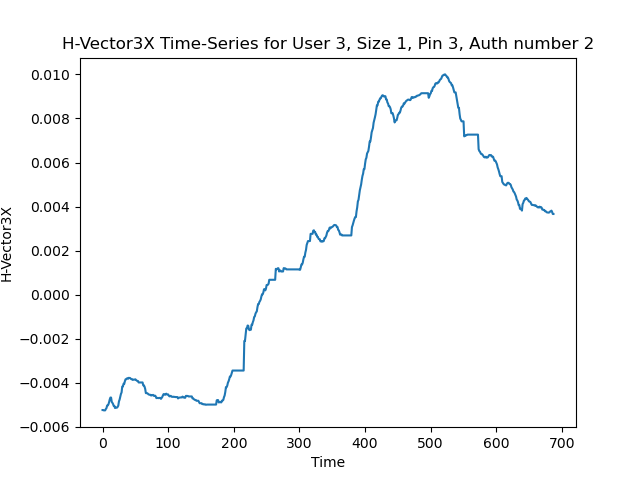 H-Vector3X Time-Series for User 3, Size 1, Pin 3, Auth number 2
0.010
0.008
0.006
0.004
0.002
0.000
−0.002
−0.004
−0.006
H-Vector3X
0 100 200 300 400 500 600 700
Time